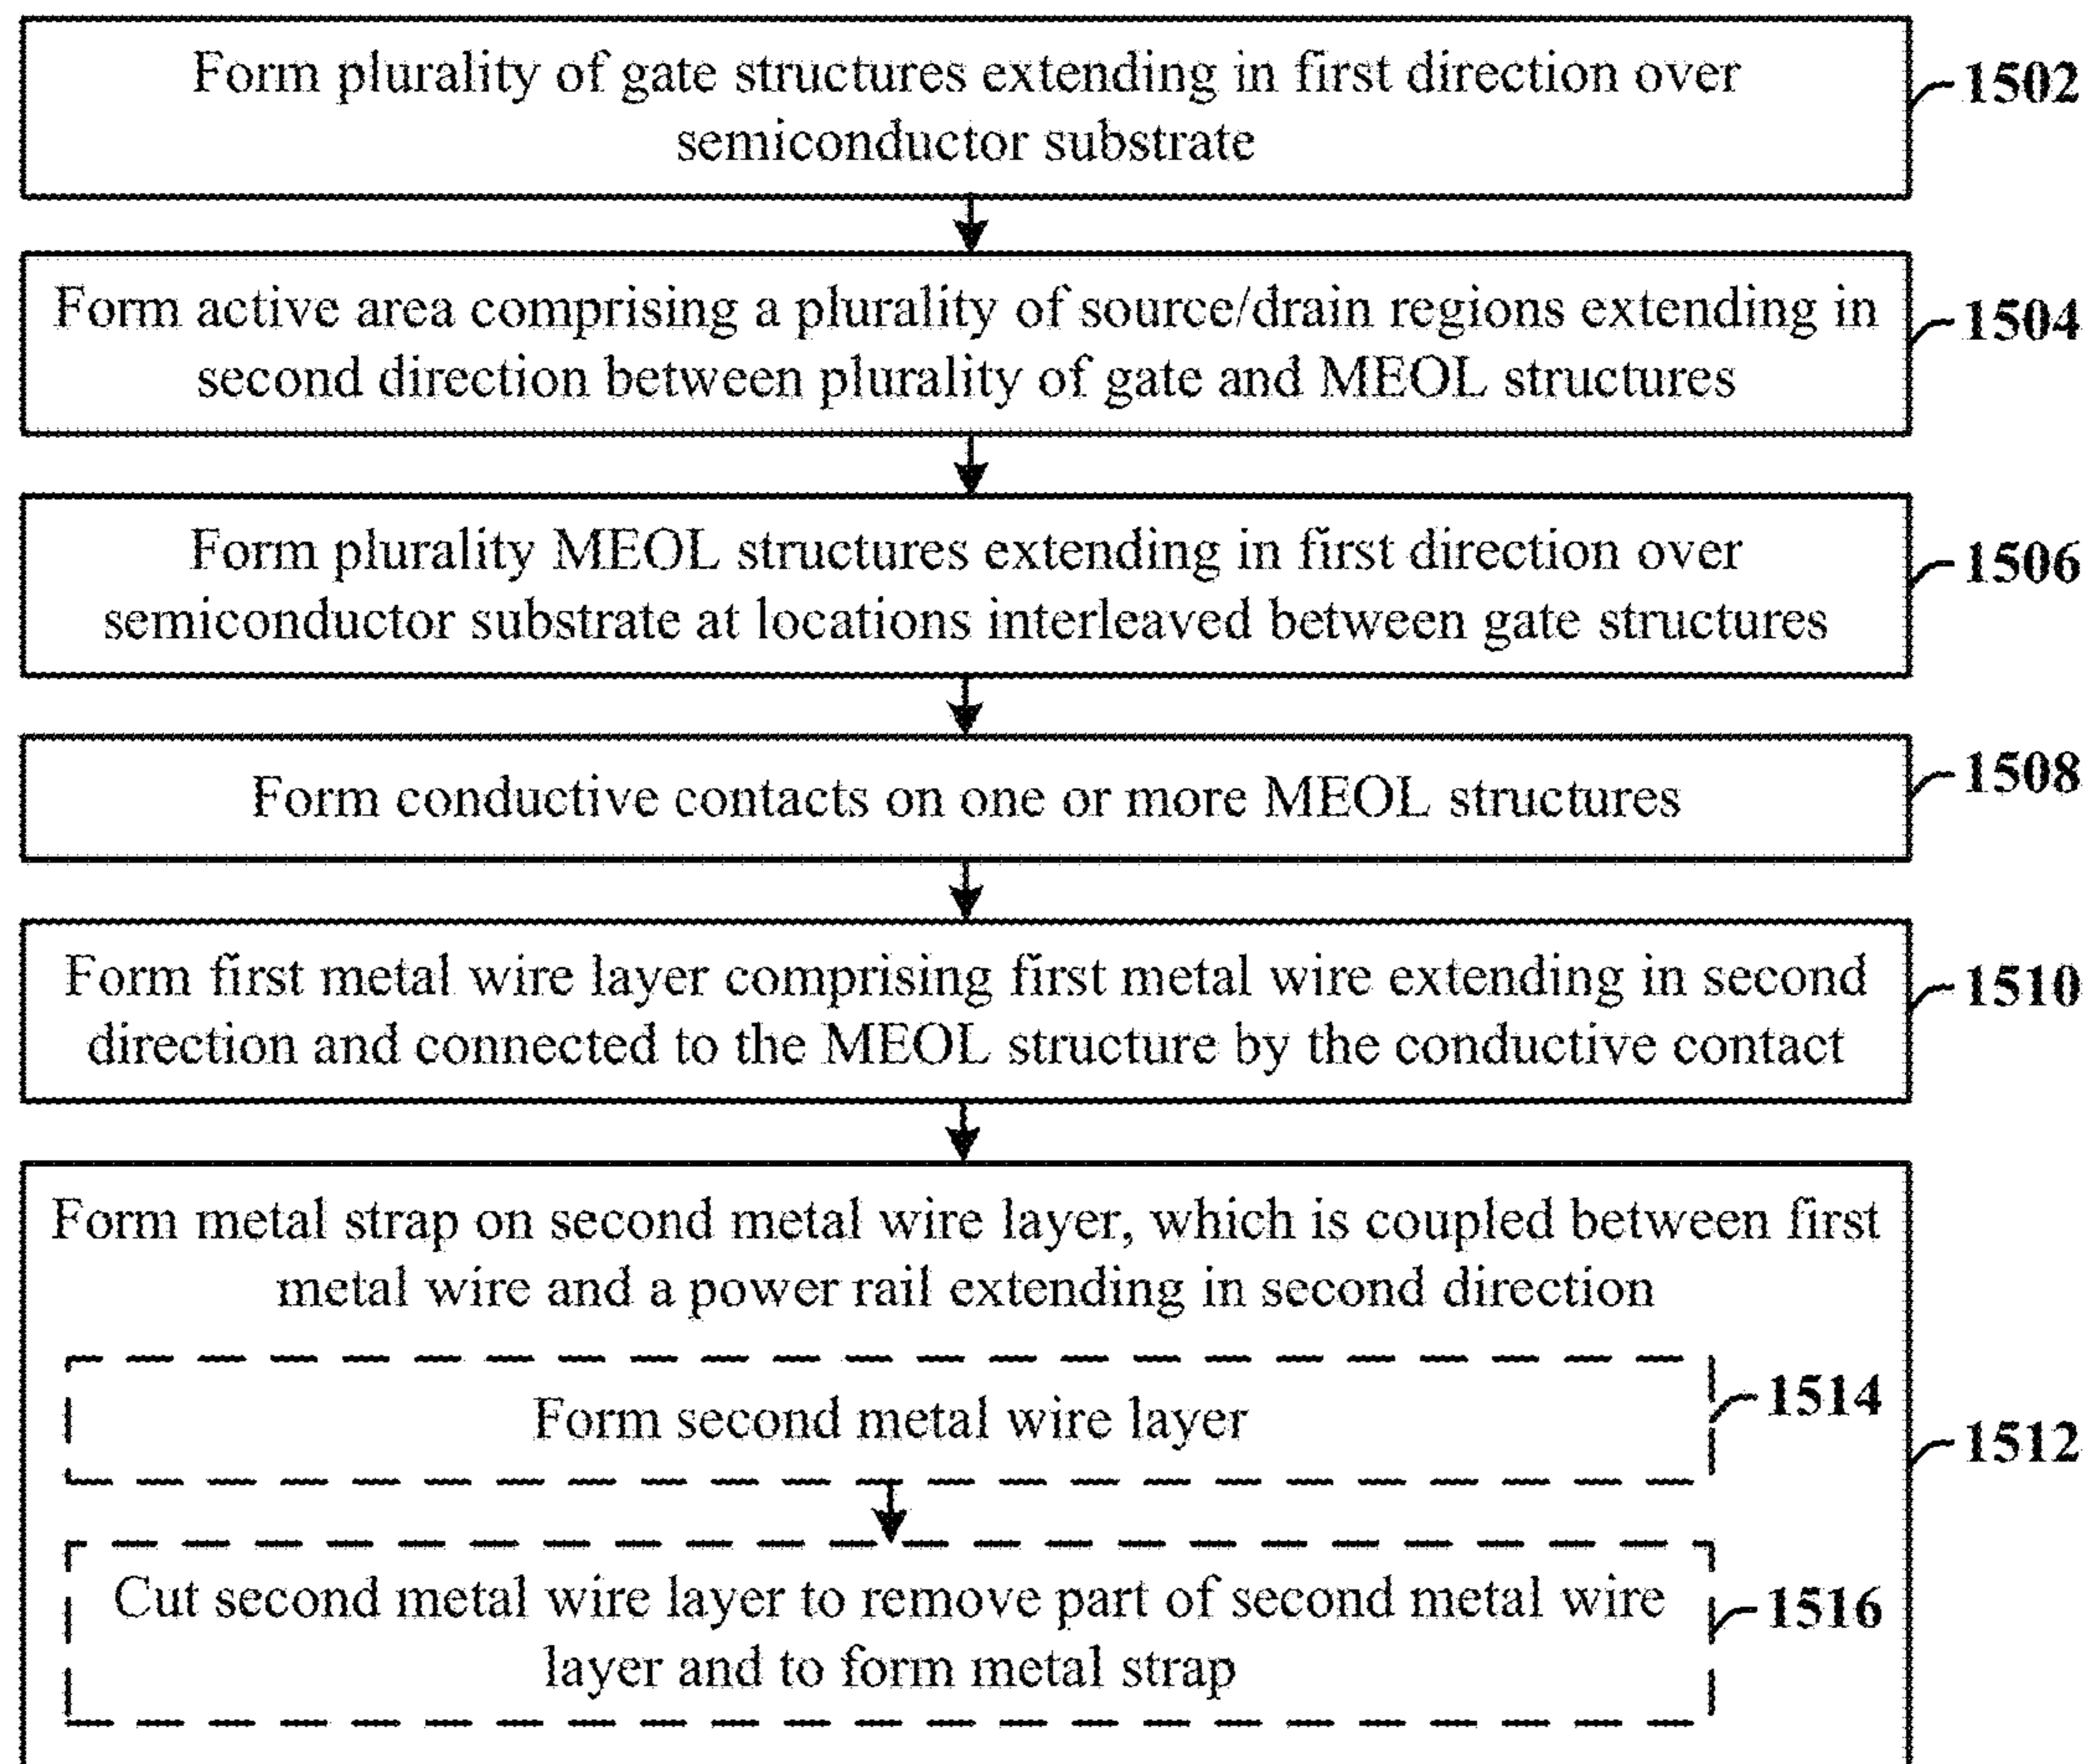 Form plurality of gate structures extending in first direction over
semiconductor substrate
1502
Form active area comprising a plurality of source/drain regions extending in
second direction between plurality of gate and MEOL structures
1504
Form plurality MEOL structures extending in first direction over
semiconductor substrate at locations interleaved between gate structures
1506
Form conductive contacts on one or more MEOL structures
1508
Form first metal wire layer comprising first metal wire extending in second
direction and connected to the MEOL structure by the conductive contact
1510
Form metal strap on second metal wire layer, which is coupled between first
metal wire and a power rail extending in second direction
1512
Form second metal wire layer
1514
Cut second metal wire layer to remove part of second metal wire
layer and to form metal strap
1516